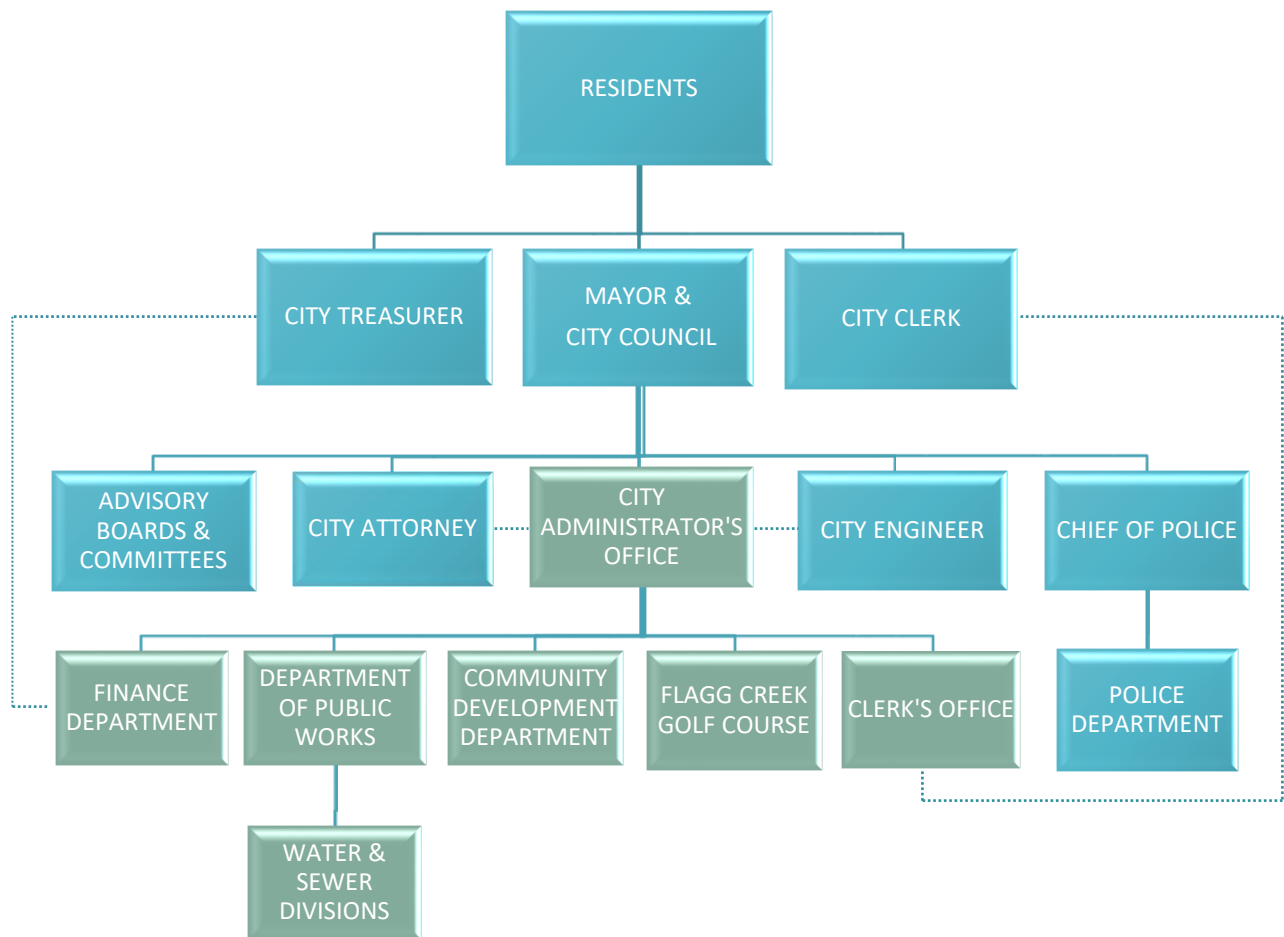 RESIDENTS
CITY TREASURER
MAYOR &
CITY COUNCIL
CITY CLERK
ADVISORY
BOARDS &
COMMITTEES
CITY ATTORNEY
CITY
ADMINISTRATOR'S
OFFICE
CITY ENGINEER
CHIEF OF POLICE
FINANCE
DEPARTMENT
DEPARTMENT
OF PUBLIC
WORKS
COMMUNITY
DEVELOPMENT
DEPARTMENT
FLAGG CREEK
GOLF COURSE
CLERK'S OFFICE
POLICE
DEPARTMENT
WATER &
SEWER
DIVISIONS